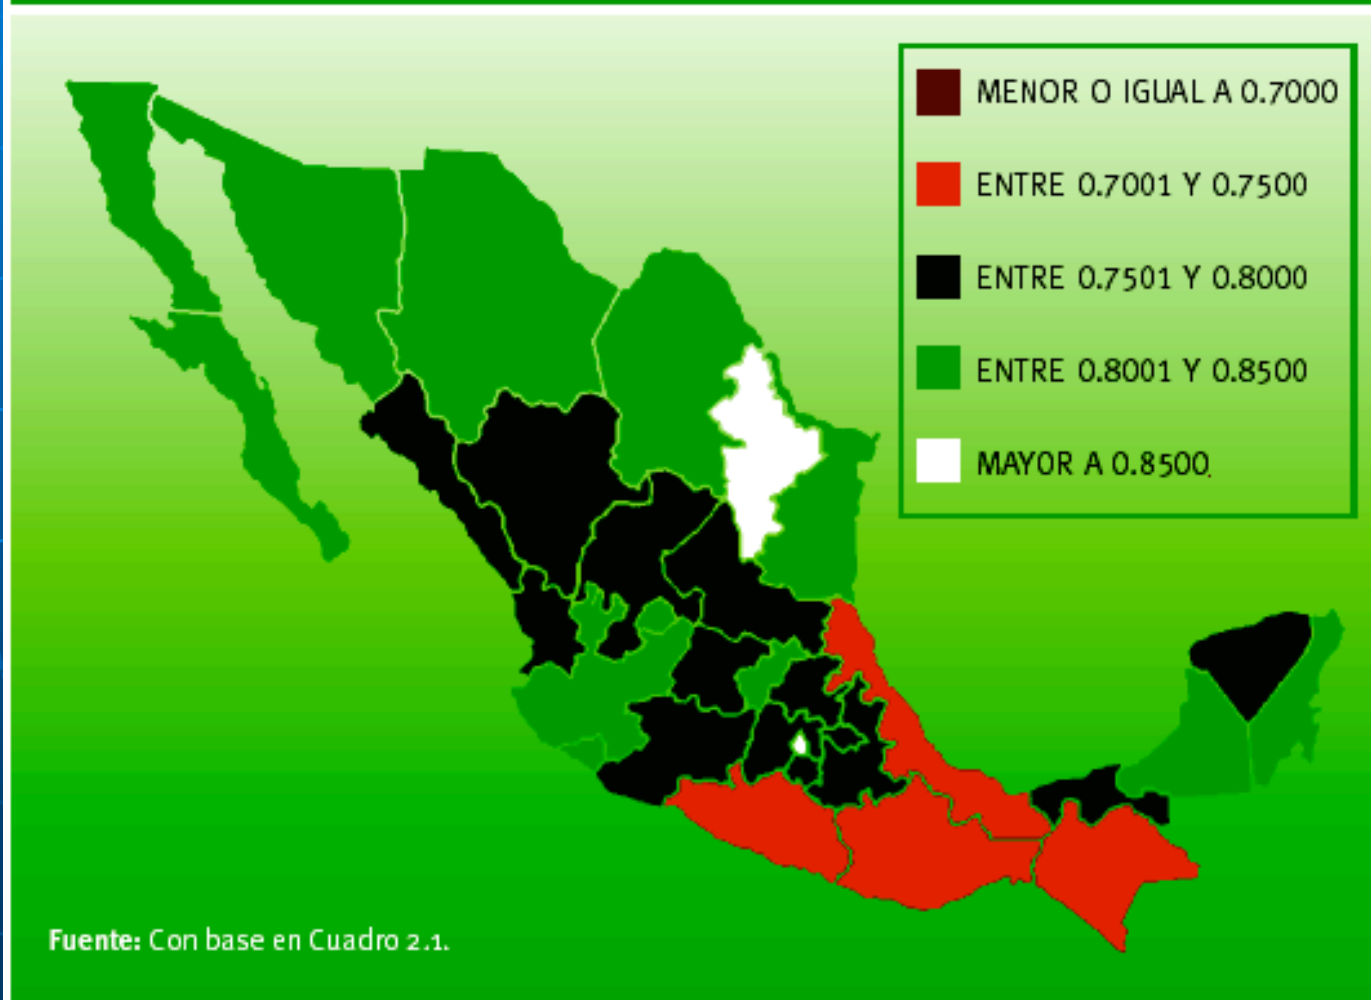 MENOR O IGUAL A 0.7000
ENTRE 0.7001 Y 0.7500
ENTRE 0.7501 Y 0.8000
ENTRE 0.8001 Y 0.8500
MAYOR A 0.8500
Fuente: Con base en Cuadro 2.1.